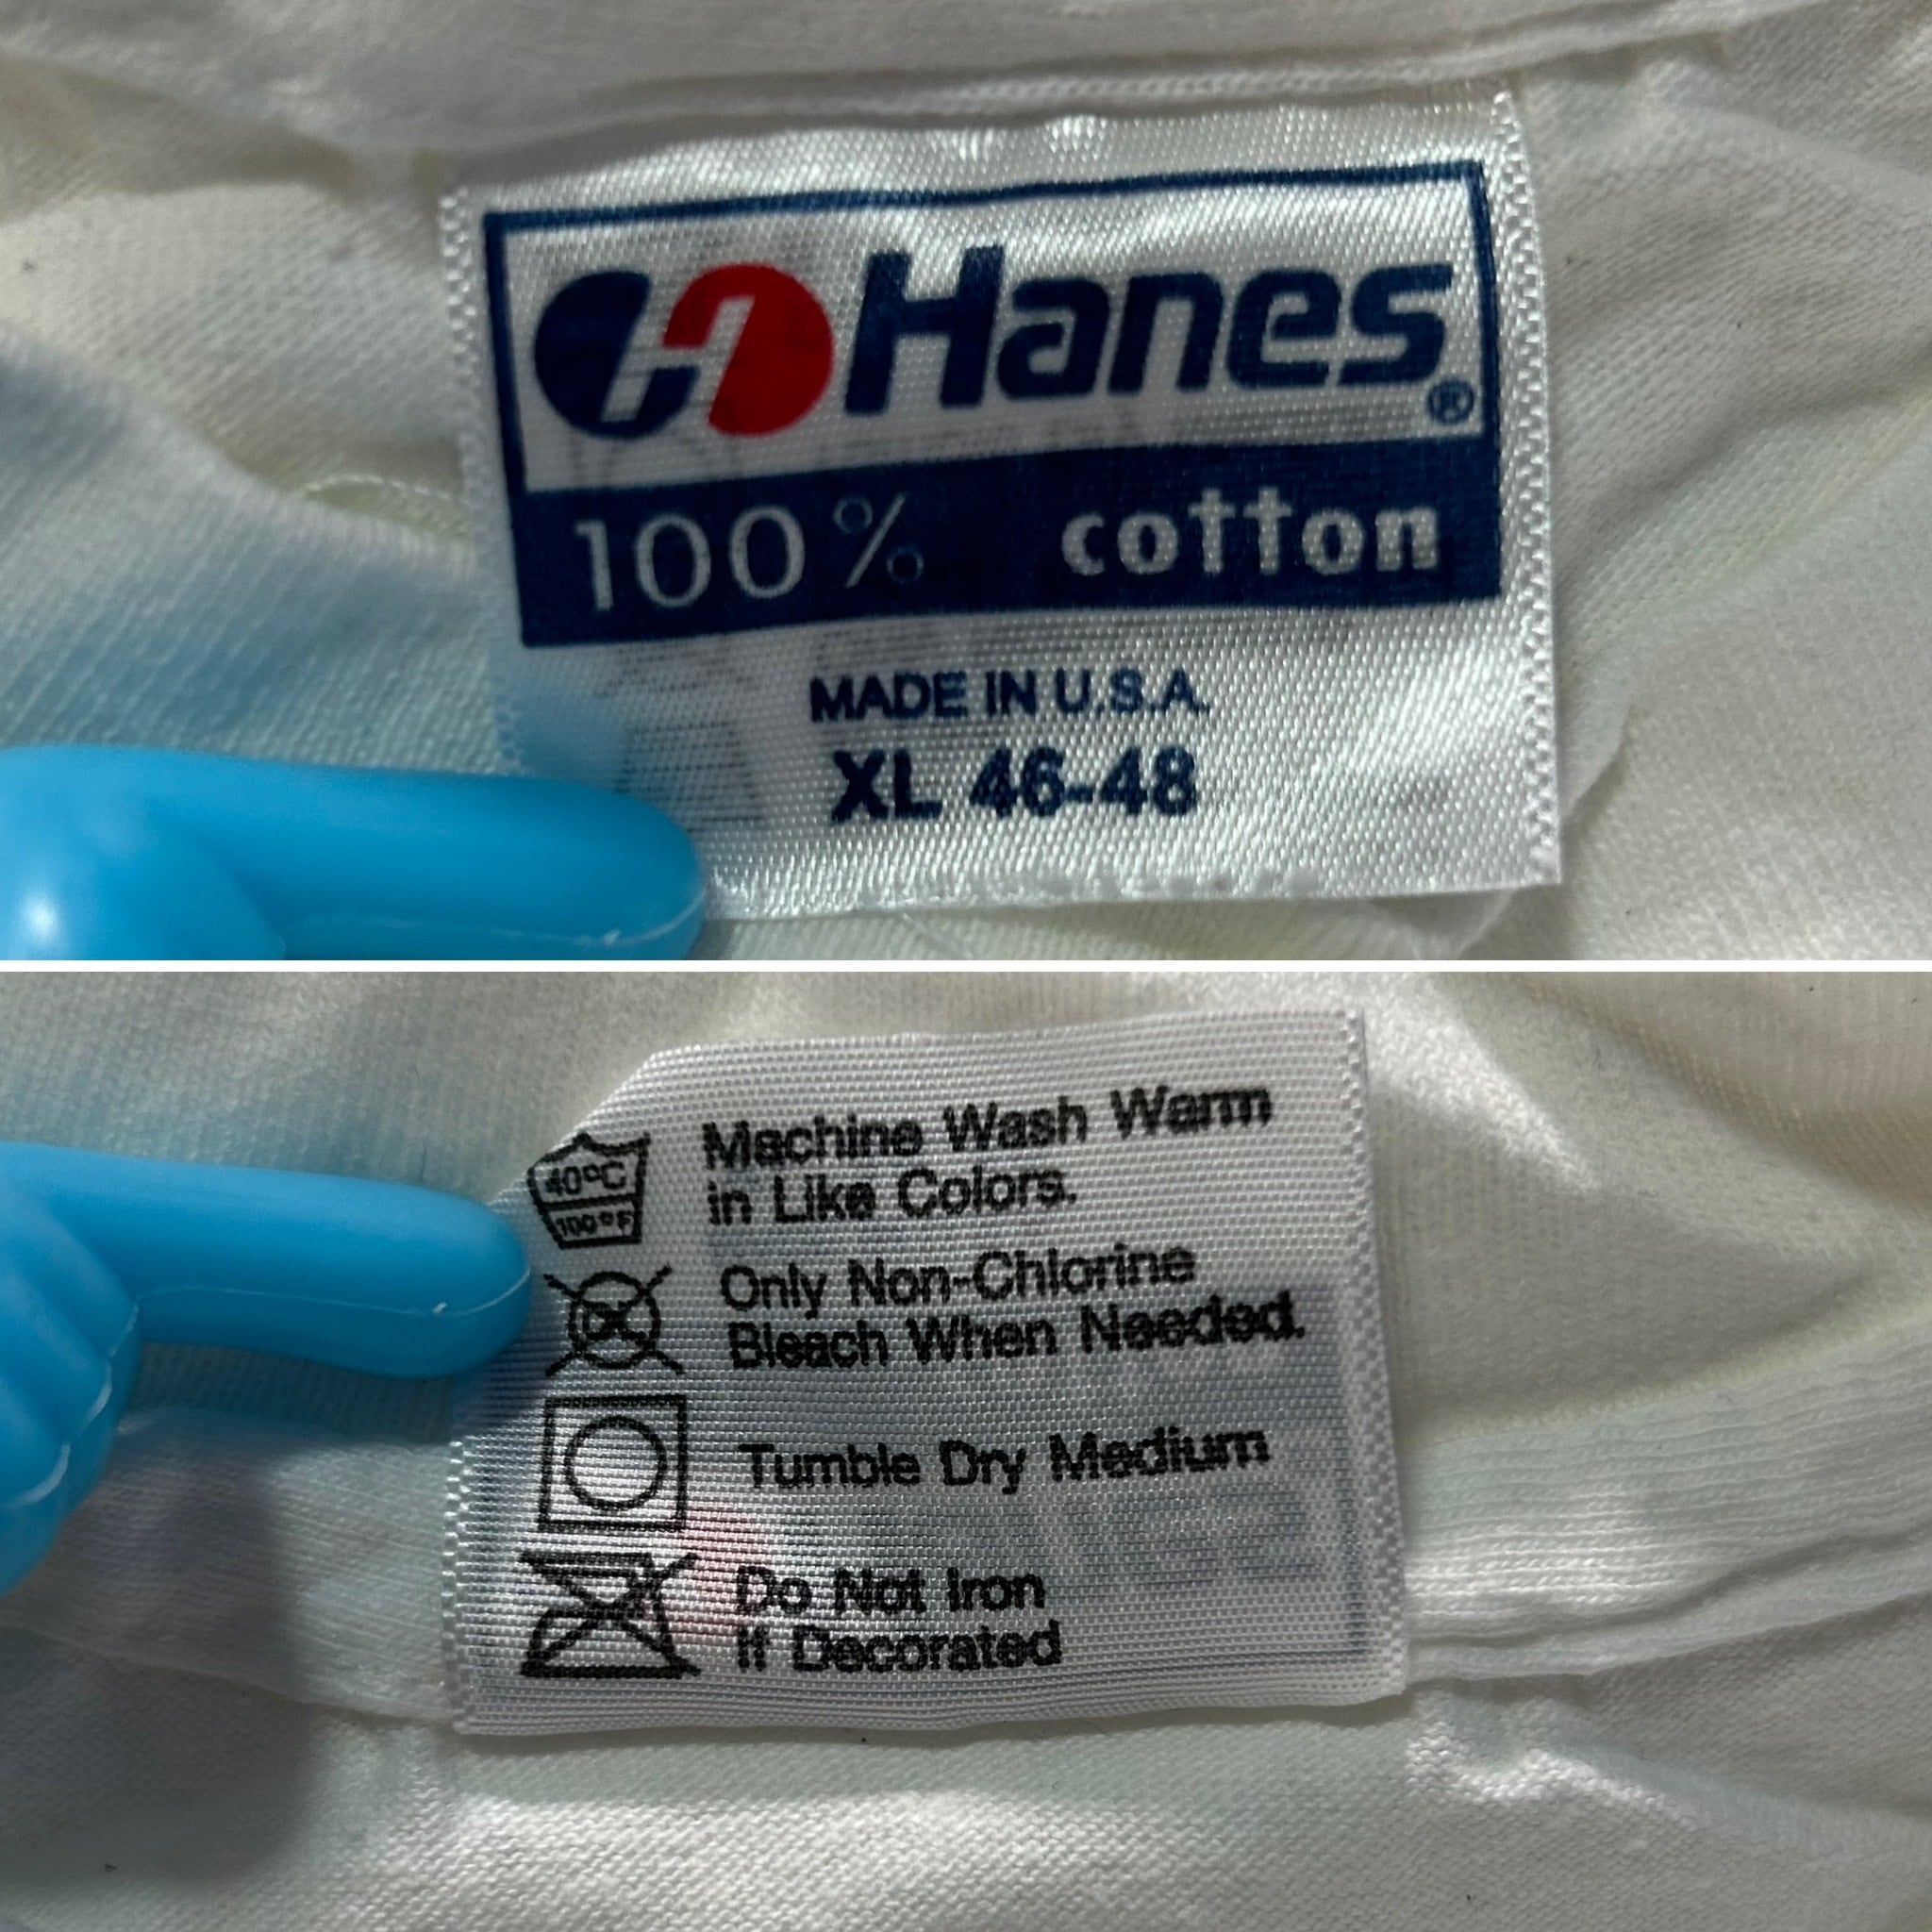 Hanes®
100% cotton
MADE IN U.S.A.
XL 46-48
40°C
100°F
Machine Wash Warm
in Like Colors.
Only Non-Chlorine
Bleach When Needed.
Tumble Dry Medium
Do Not Iron
If Decorated